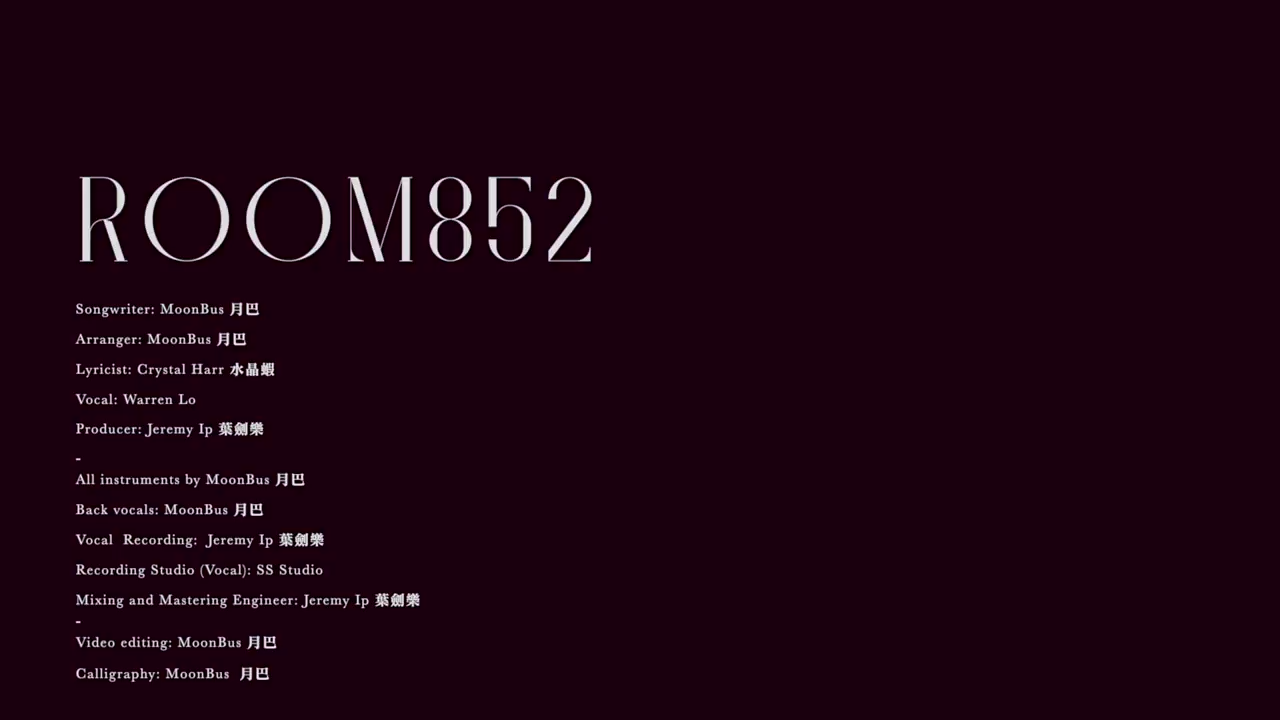 ROOM852
Songwriter: MoonBus 月巴
Arranger: MoonBus 月巴
Lyricist: Crystal Harr 水晶蝦
Vocal: Warren Lo
Producer: Jeremy Ip 葉劍樂
-
All instruments by MoonBus 月巴
Back vocals: MoonBus 月巴
Vocal  Recording:  Jeremy Ip 葉劍樂
Recording Studio (Vocal): SS Studio
Mixing and Mastering Engineer: Jeremy Ip 葉劍樂
-
Video editing: MoonBus 月巴
Calligraphy: MoonBus  月巴